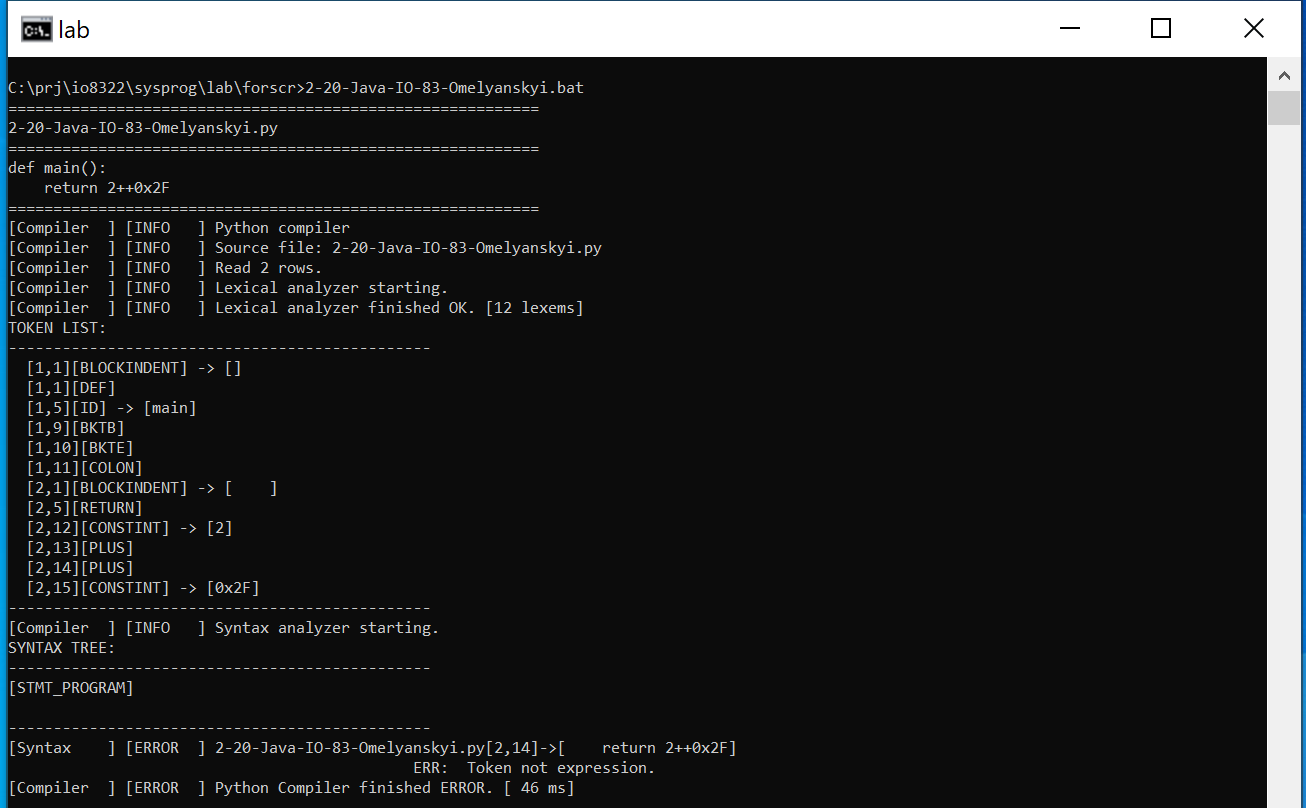 lab
C:\prj\io8322\sysprog\lab\forscr>2-20-Java-IO-83-Omelyanskyi.bat
===========================================================
2-20-Java-IO-83-Omelyanskyi.py
===========================================================
def main():
    return 2++0x2F
===========================================================
[Compiler  ] [INFO   ] Python compiler
[Compiler  ] [INFO   ] Source file: 2-20-Java-IO-83-Omelyanskyi.py
[Compiler  ] [INFO   ] Read 2 rows.
[Compiler  ] [INFO   ] Lexical analyzer starting.
[Compiler  ] [INFO   ] Lexical analyzer finished OK. [12 lexems]
TOKEN LIST:
-----------------------------------------------
  [1,1][BLOCKINDENT] -> []
  [1,1][DEF]
  [1,5][ID] -> [main]
  [1,9][BKTB]
  [1,10][BKTE]
  [1,11][COLON]
  [2,1][BLOCKINDENT] -> [    ]
  [2,5][RETURN]
  [2,12][CONSTINT] -> [2]
  [2,13][PLUS]
  [2,14][PLUS]
  [2,15][CONSTINT] -> [0x2F]
-----------------------------------------------
[Compiler  ] [INFO   ] Syntax analyzer starting.
SYNTAX TREE:
-----------------------------------------------
[STMT_PROGRAM]
-----------------------------------------------
[Syntax    ] [ERROR  ] 2-20-Java-IO-83-Omelyanskyi.py[2,14]->[    return 2++0x2F]
                                             ERR:  Token not expression.
[Compiler  ] [ERROR  ] Python Compiler finished ERROR. [ 46 ms]